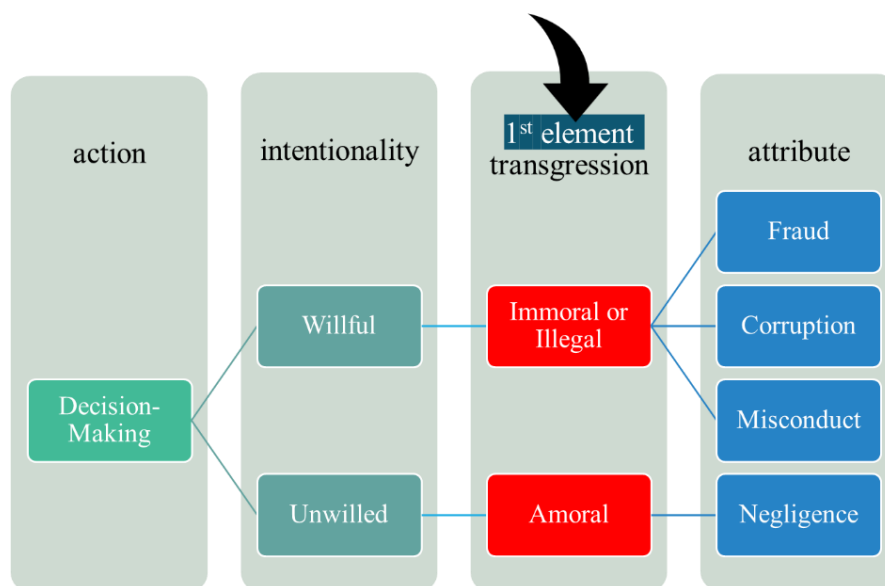 action
intentionality
1st element
transgression
attribute
Decision-
Making
Willful
Unwilled
Immoral or
Illegal
Amoral
Fraud
Corruption
Misconduct
Negligence